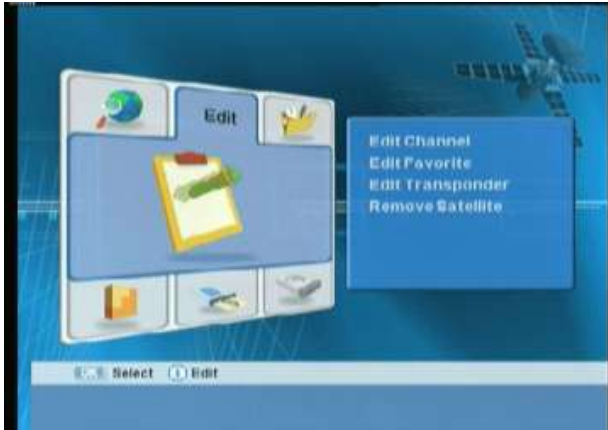 Edit
Edit Channel
Edit Favorite
Edit Transponder
Remove Satellite
Select
Edit